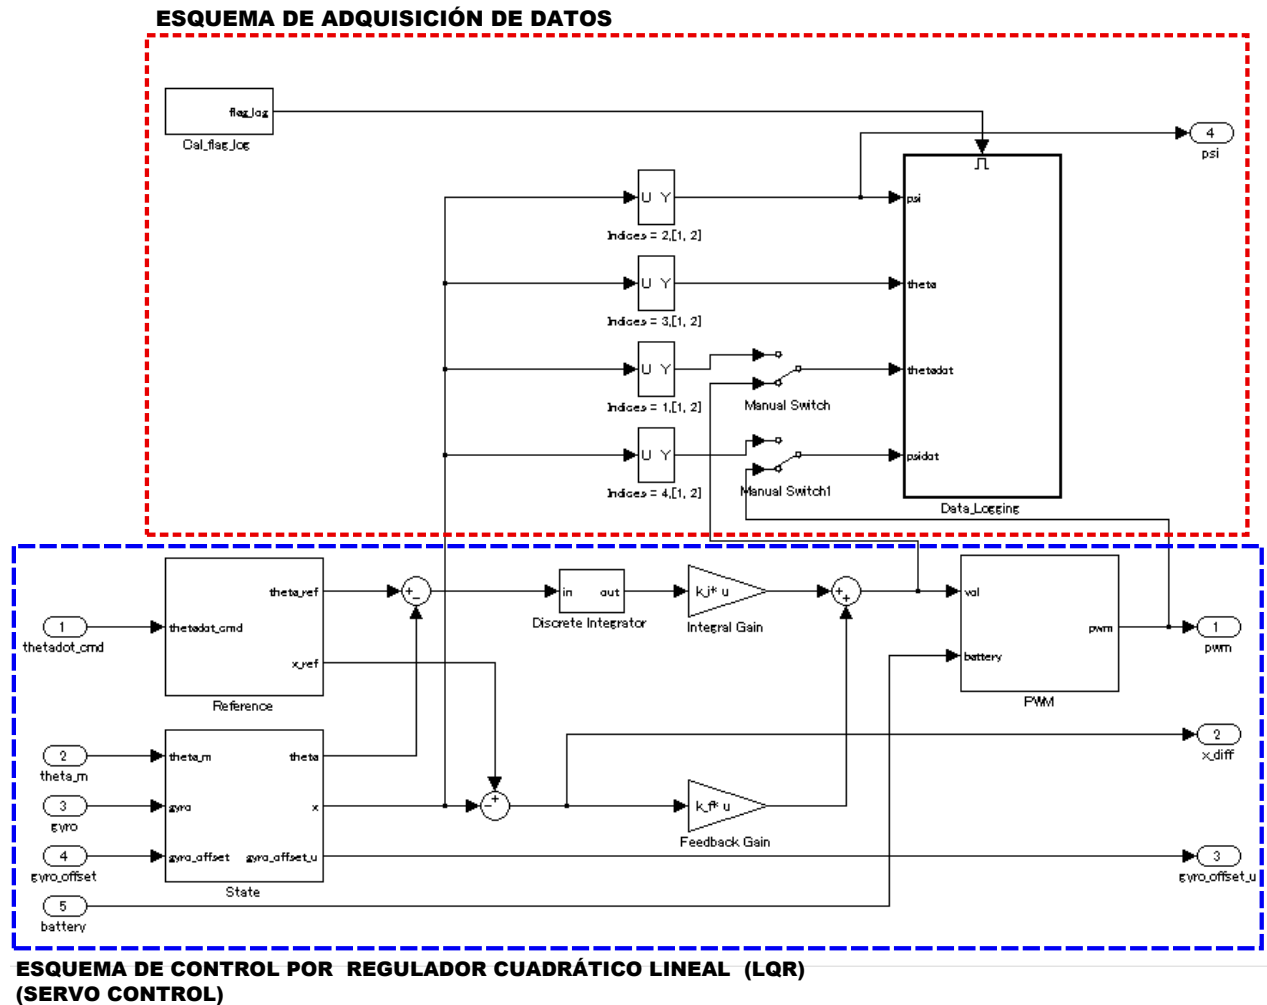 ESQUEMA DE ADQUISICIÓN DE DATOS
flag_log
Cal_flag_log
4
psi
U Y
psi
Indices = 2,[1, 2]
U Y
theta
Indices = 3,[1, 2]
U Y
thetadot
Indices = 1,[1, 2]
Manual Switch
U Y
psidot
Indices = 4,[1, 2]
Manual Switch1
Data_Logging
theta_ref
+
−
in out
k_i* u
+
+
vol
Discrete Integrator
Integral Gain
1
thetadot_cmd
thetadot_cmd
pwm
1
pwm
x_ref
battery
Reference
PWM
2
theta_m
theta_m
theta
2
x_diff
3
gyro
gyro
x
+
−
k_f* u
Feedback Gain
4
gyro_offset
gyro_offset
gyro_offset_u
3
gyro_offset_u
State
5
battery
ESQUEMA DE CONTROL POR REGULADOR CUADRÁTICO LINEAL (LQR)
(SERVO CONTROL)